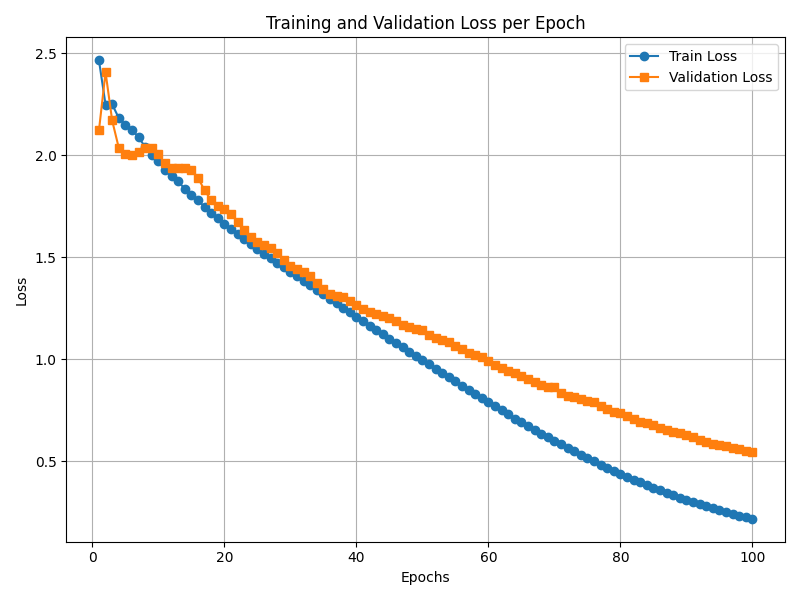 Training and Validation Loss per Epoch
Train Loss
Validation Loss
2.5
2.0
1.5
1.0
0.5
Loss
0 20 40 60 80 100
Epochs